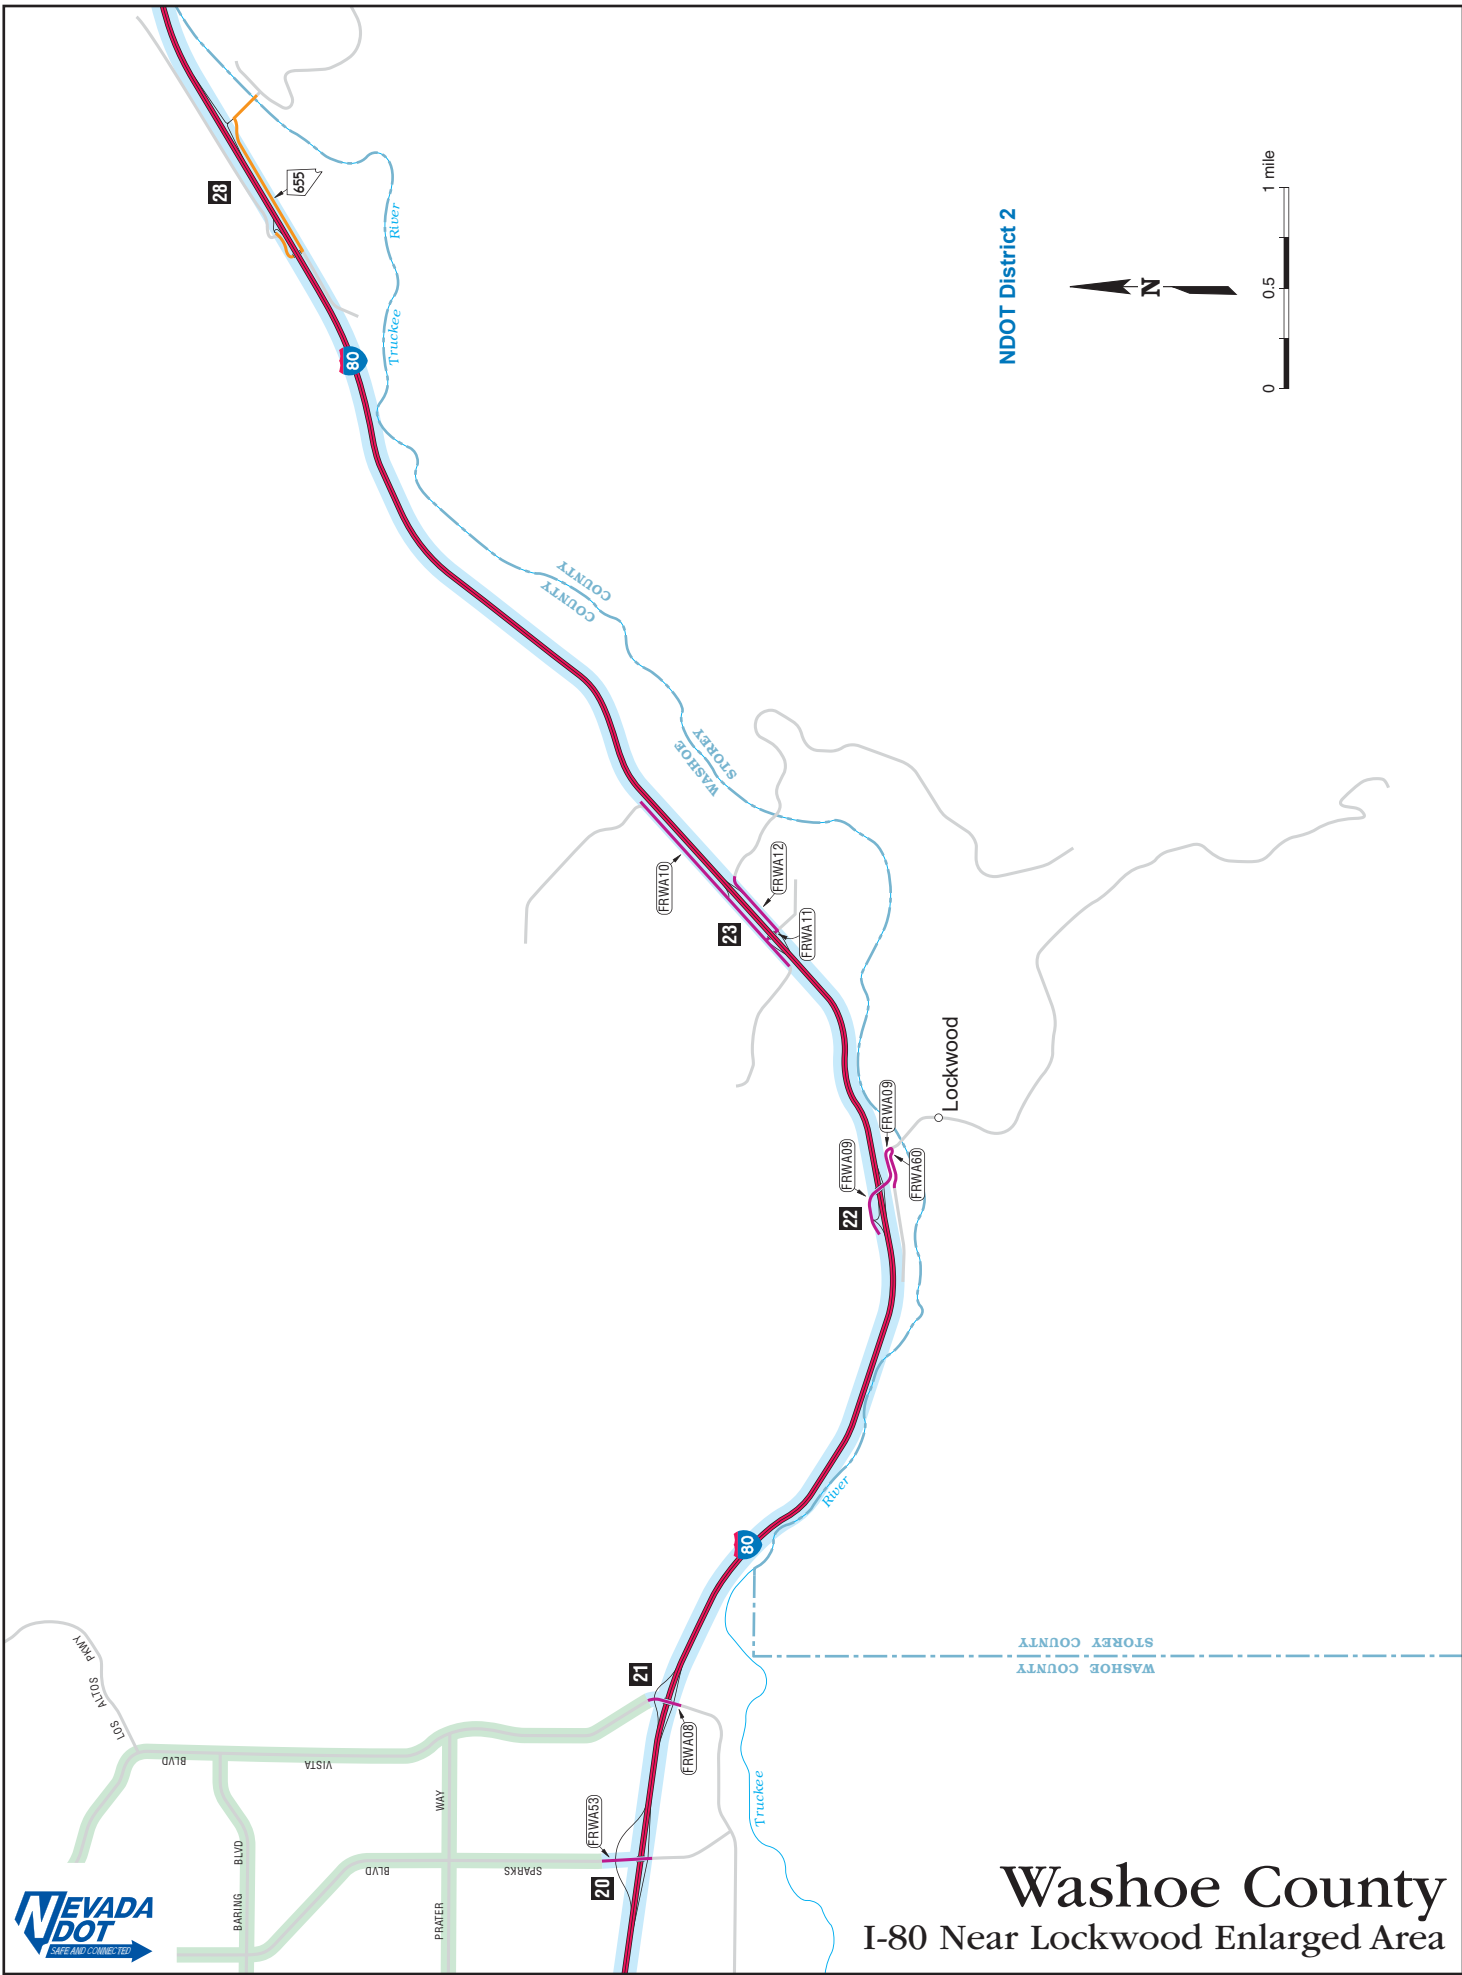 28
655
River
Truckee
80
NDOT District 2
N
0 0.5 1 mile
COUNTY
COUNTY
WASHOE
STOREY
FRWA10
FRWA12
23
FRWA11
Lockwood
FRWA09
FRWA09
FRWA60
22
River
80
STOREY COUNTY
WASHOE COUNTY
21
FRWA08
LOS ALTOS PKWY
VISTA BLVD
Truckee
FRWA53
20
SPARKS BLVD
PRATER WAY
BARING BLVD
NEVADA
DOT
SAFE AND CONNECTED
Washoe County
I-80 Near Lockwood Enlarged Area